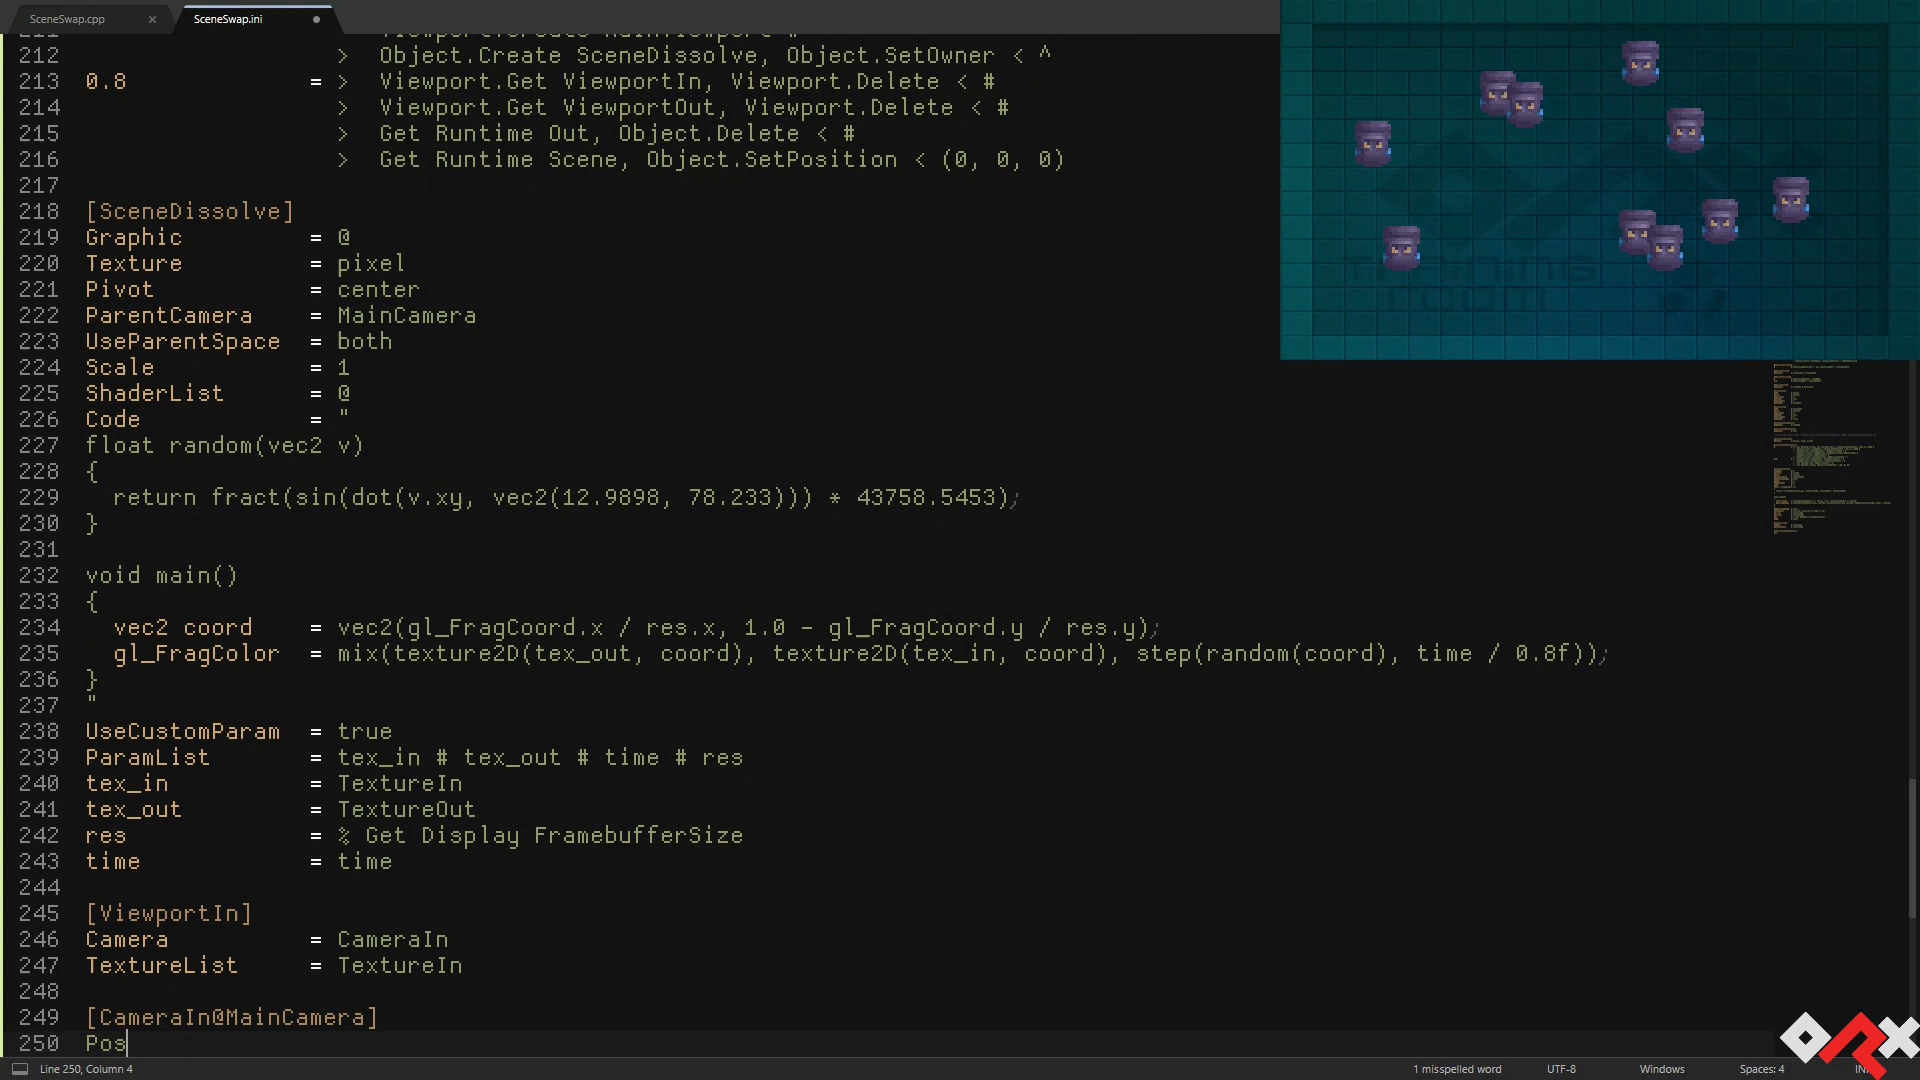 SceneSwap.cpp ×
SceneSwap.ini
211 Viewport.Create MainViewport #
212 > Object.Create SceneDissolve, Object.SetOwner < ^
213 0.8 = > Viewport.Get ViewportIn, Viewport.Delete < #
214 > Viewport.Get ViewportOut, Viewport.Delete < #
215 > Get Runtime Out, Object.Delete < #
216 > Get Runtime Scene, Object.SetPosition < (0, 0, 0)
217
218 [SceneDissolve]
219 Graphic = @
220 Texture = pixel
221 Pivot = center
222 ParentCamera = MainCamera
223 UseParentSpace = both
224 Scale = 1
225 ShaderList = @
226 Code = "
227 float random(vec2 v)
228 {
229 return fract(sin(dot(v.xy, vec2(12.9898, 78.233))) * 43758.5453);
230 }
231
232 void main()
233 {
234 vec2 coord = vec2(gl_FragCoord.x / res.x, 1.0 - gl_FragCoord.y / res.y);
235 gl_FragColor = mix(texture2D(tex_out, coord), texture2D(tex_in, coord), step(random(coord), time / 0.8f));
236 }
237 "
238 UseCustomParam = true
239 ParamList = tex_in # tex_out # time # res
240 tex_in = TextureIn
241 tex_out = TextureOut
242 res = % Get Display FramebufferSize
243 time = time
244
245 [ViewportIn]
246 Camera = CameraIn
247 TextureList = TextureIn
248
249 [CameraIn@MainCamera]
250 Pos
TRAINING
ROOM
ORX
Line 250, Column 4
1 misspelled word
UTF-8
Windows
Spaces: 4